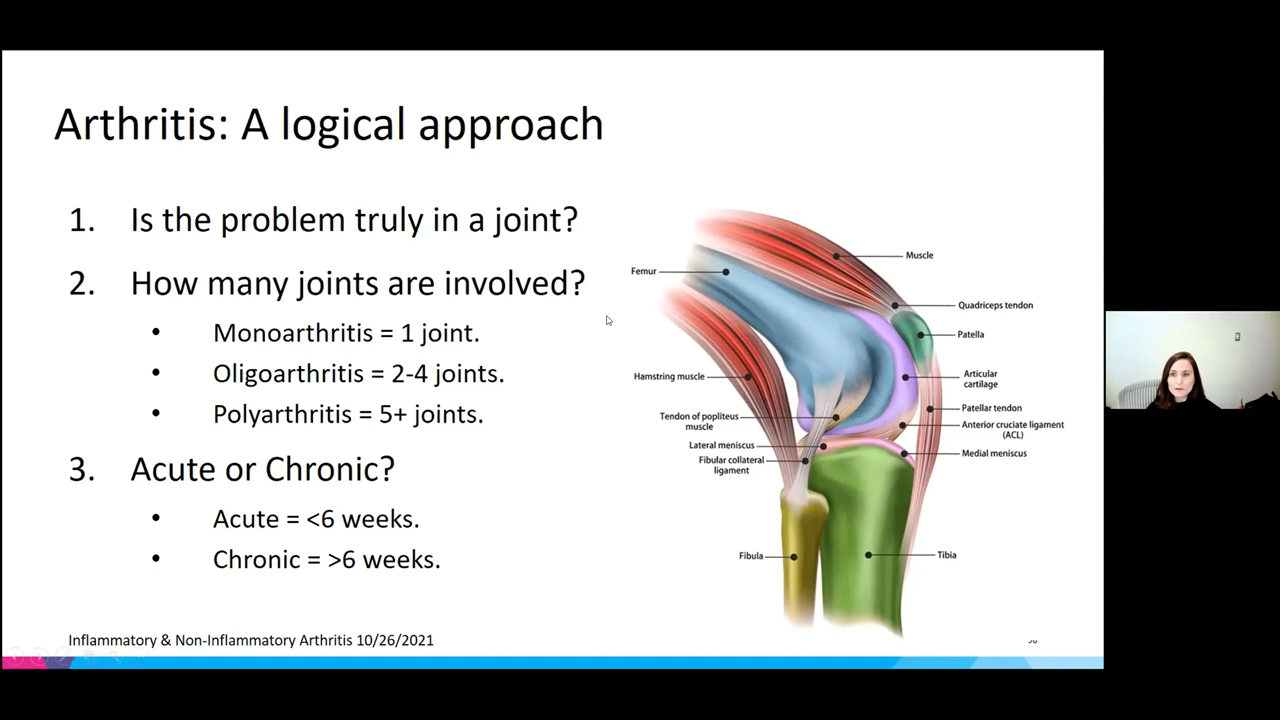 Arthritis: A logical approach
1. Is the problem truly in a joint?
2. How many joints are involved?
• Monoarthritis = 1 joint.
• Oligoarthritis = 2-4 joints.
• Polyarthritis = 5+ joints.
3. Acute or Chronic?
• Acute = <6 weeks.
• Chronic = >6 weeks.
Muscle
Femur
Quadriceps tendon
Patella
Hamstring muscle
Articular
cartilage
Patellar tendon
Tendon of popliteus
muscle
Anterior cruciate ligament
(ACL)
Lateral meniscus
Medial meniscus
Fibular collateral
ligament
Fibula
Tibia
Inflammatory & Non-Inflammatory Arthritis 10/26/2021